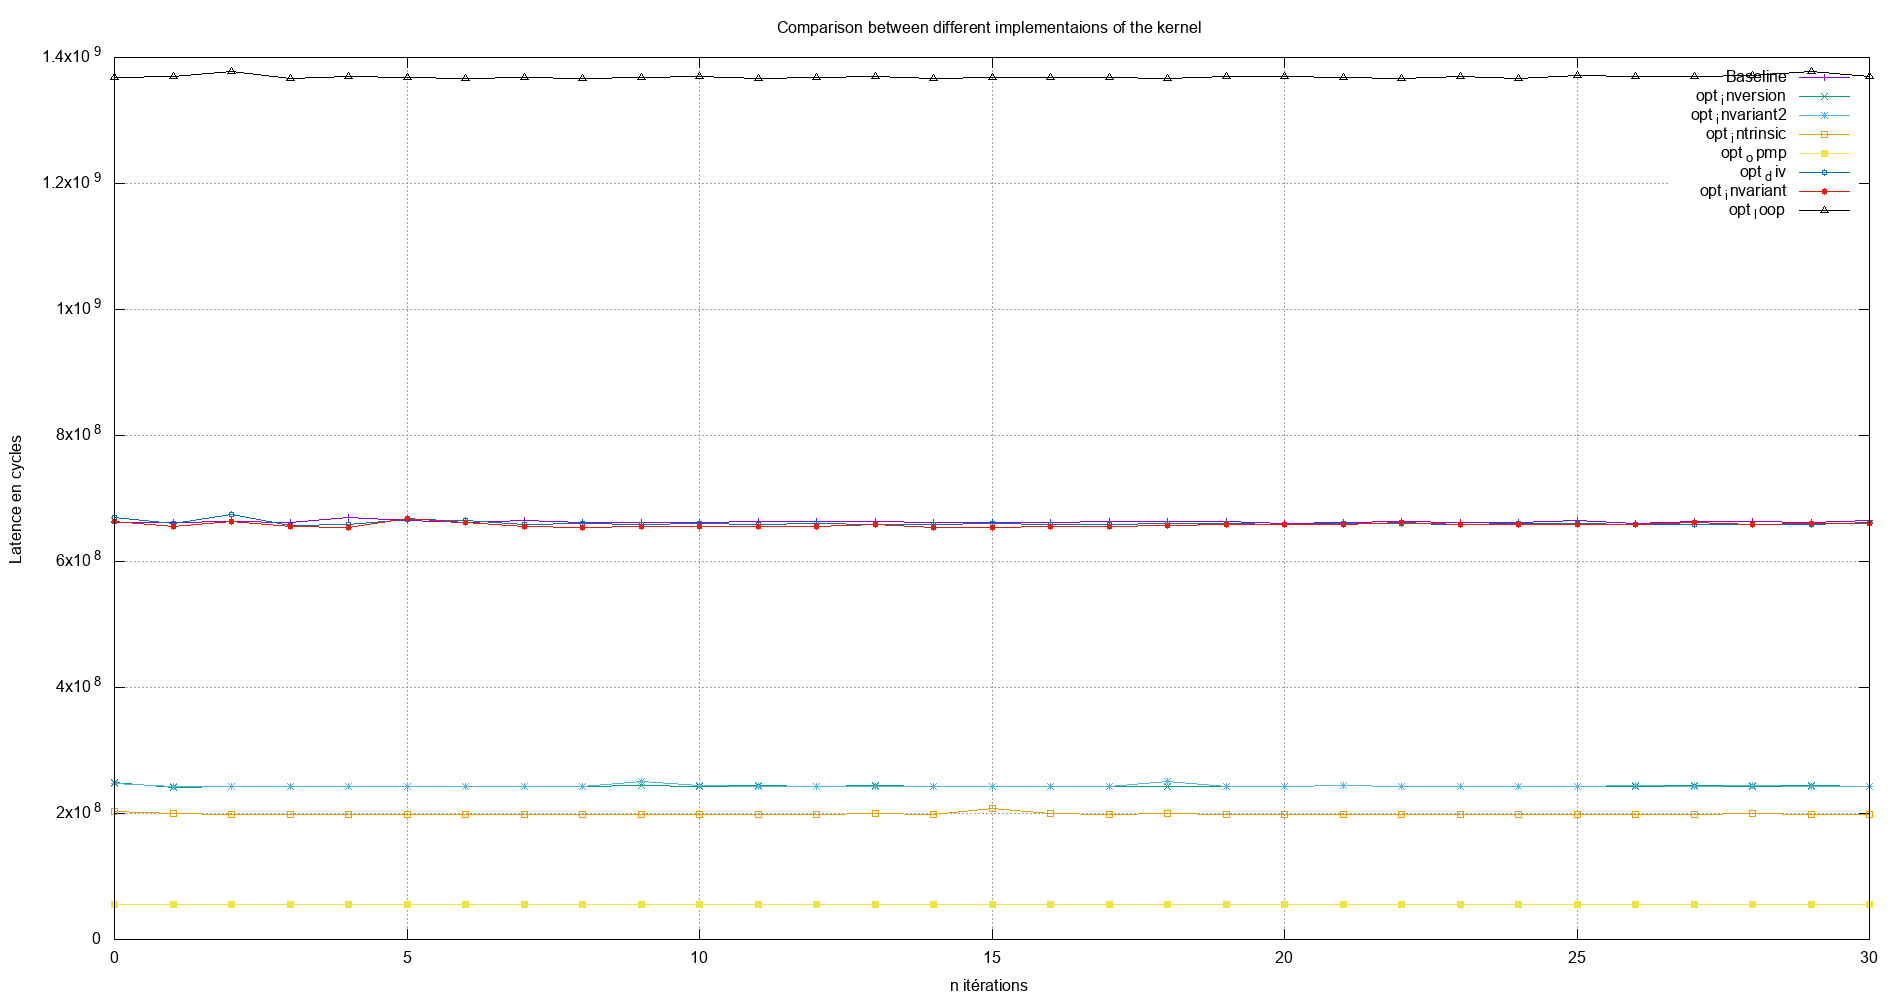 Comparison between different implementaions of the kernel
1.4x10 9
1.2x10 9
1x10 9
8x10 8
6x10 8
4x10 8
2x10 8
0
Latence en cycles
0 5 10 15 20 25 30
n itérations
Baseline
opt i nversion
opt i nvariant2
opt i ntrinsic
opt o pmp
opt d iv
opt i nvariant
opt l oop